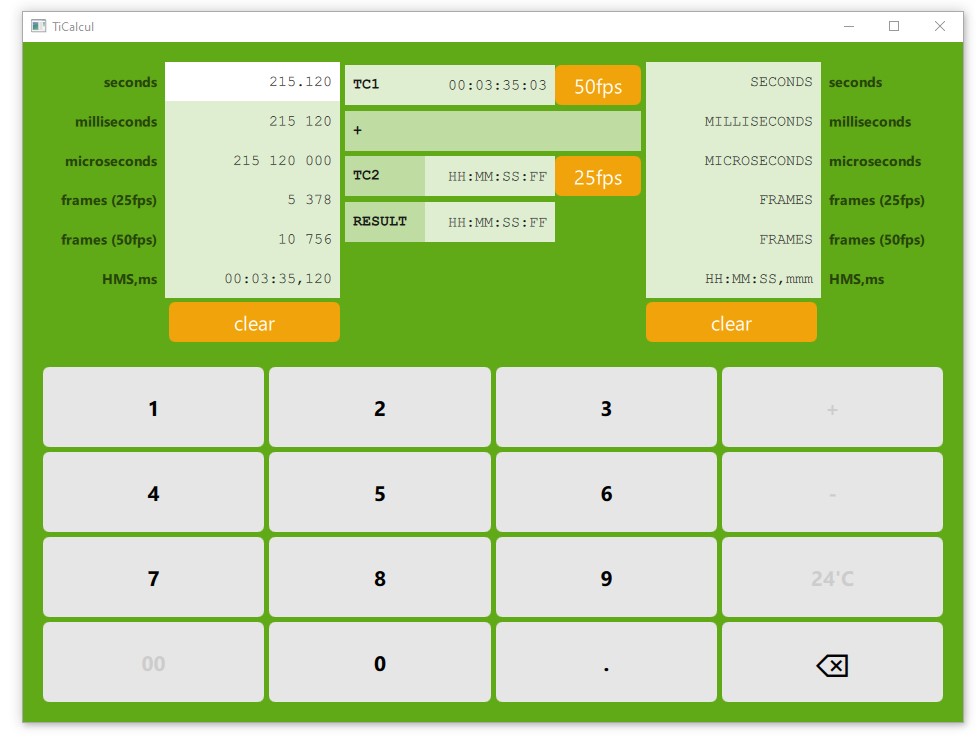 TiCalcul
seconds 215.120 TC1 00:03:35:03 50fps SECONDS seconds
milliseconds 215 120 + MILLISECONDS milliseconds
microseconds 215 120 000 TC2 HH:MM:SS:FF 25fps MICROSECONDS microseconds
frames (25fps) 5 378 RESULT HH:MM:SS:FF FRAMES frames (25fps)
frames (50fps) 10 756 FRAMES frames (50fps)
HMS,ms 00:03:35,120 HH:MM:SS,mmm HMS,ms
clear clear
1 2 3 +
4 5 6 -
7 8 9 24'C
00 0 .